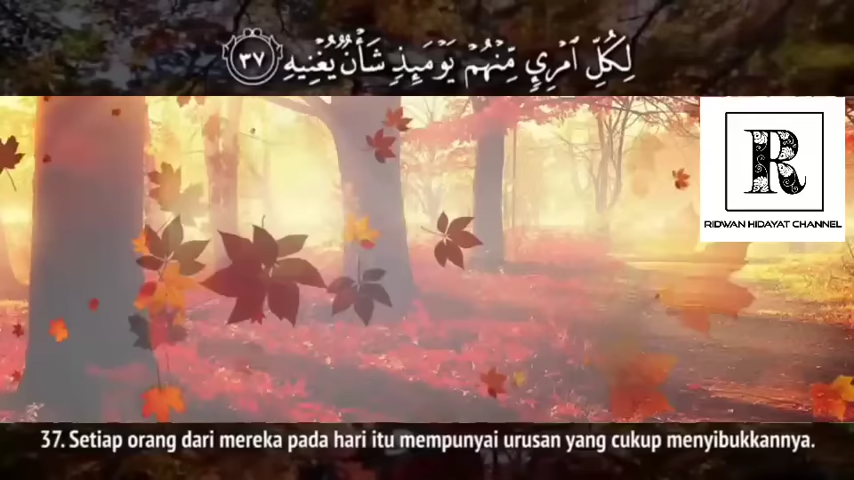 لِكُلِّ ٱمْرِئٍ مِّنْهُمْ يَوْمَئِذٍ شَأْنٌ يُغْنِيهِ ٣٧
R
RIDWAN HIDAYAT CHANNEL
37. Setiap orang dari mereka pada hari itu mempunyai urusan yang cukup menyibukkannya.